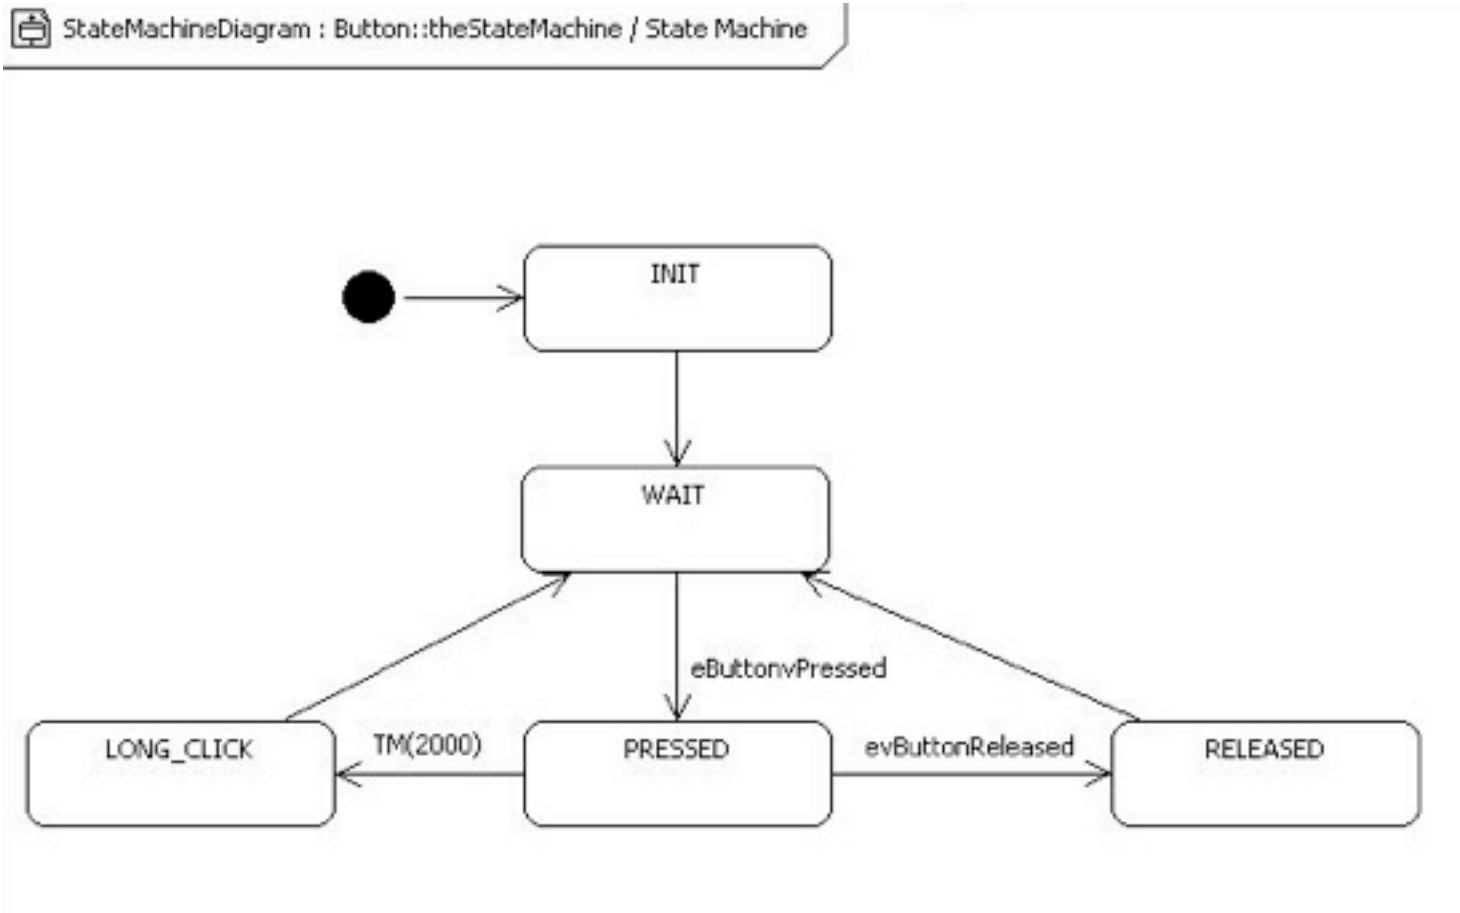 StateMachineDiagram : Button::theStateMachine / State Machine
INIT
WAIT
eButtonvPressed
LONG_CLICK
TM(2000)
PRESSED
evButtonReleased
RELEASED